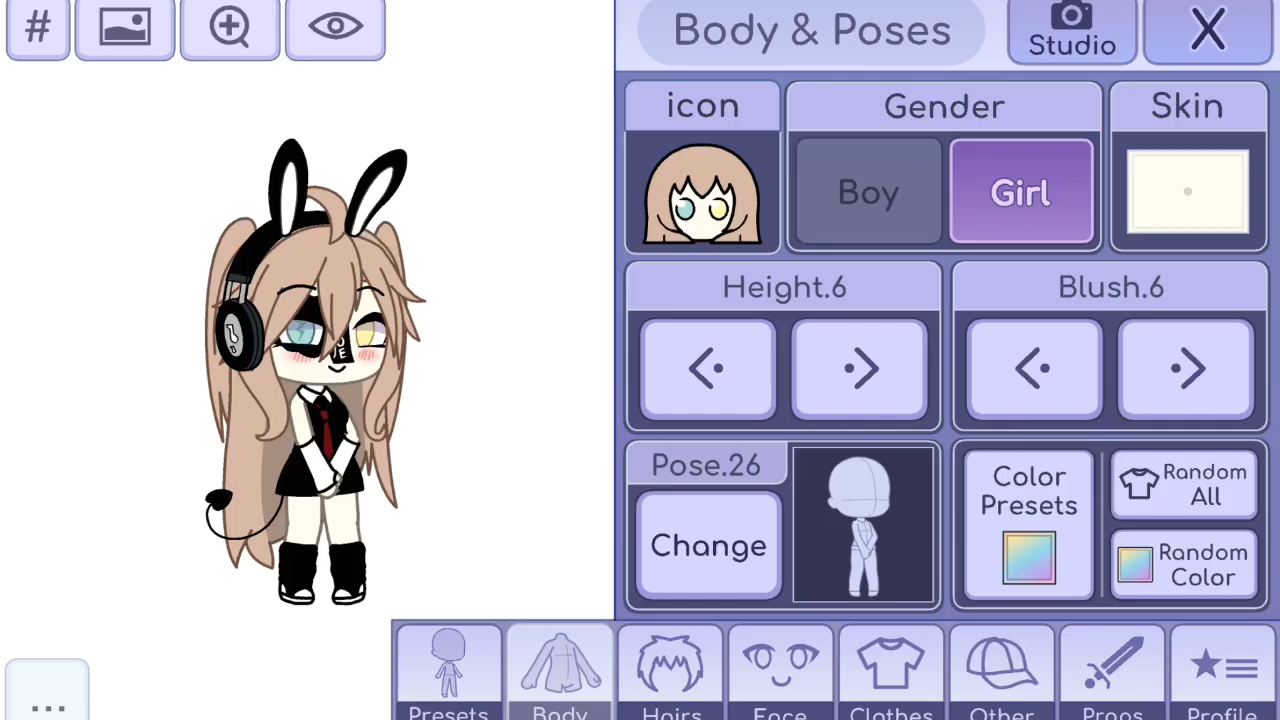 #
Body & Poses
Studio
X
icon
Gender
Skin
Boy
Girl
Height.6
Blush.6
Pose.26
Change
Color
Presets
Random
All
Random
Color
...
Presets
Body
Hairs
Face
Clothes
Other
Props
Profile